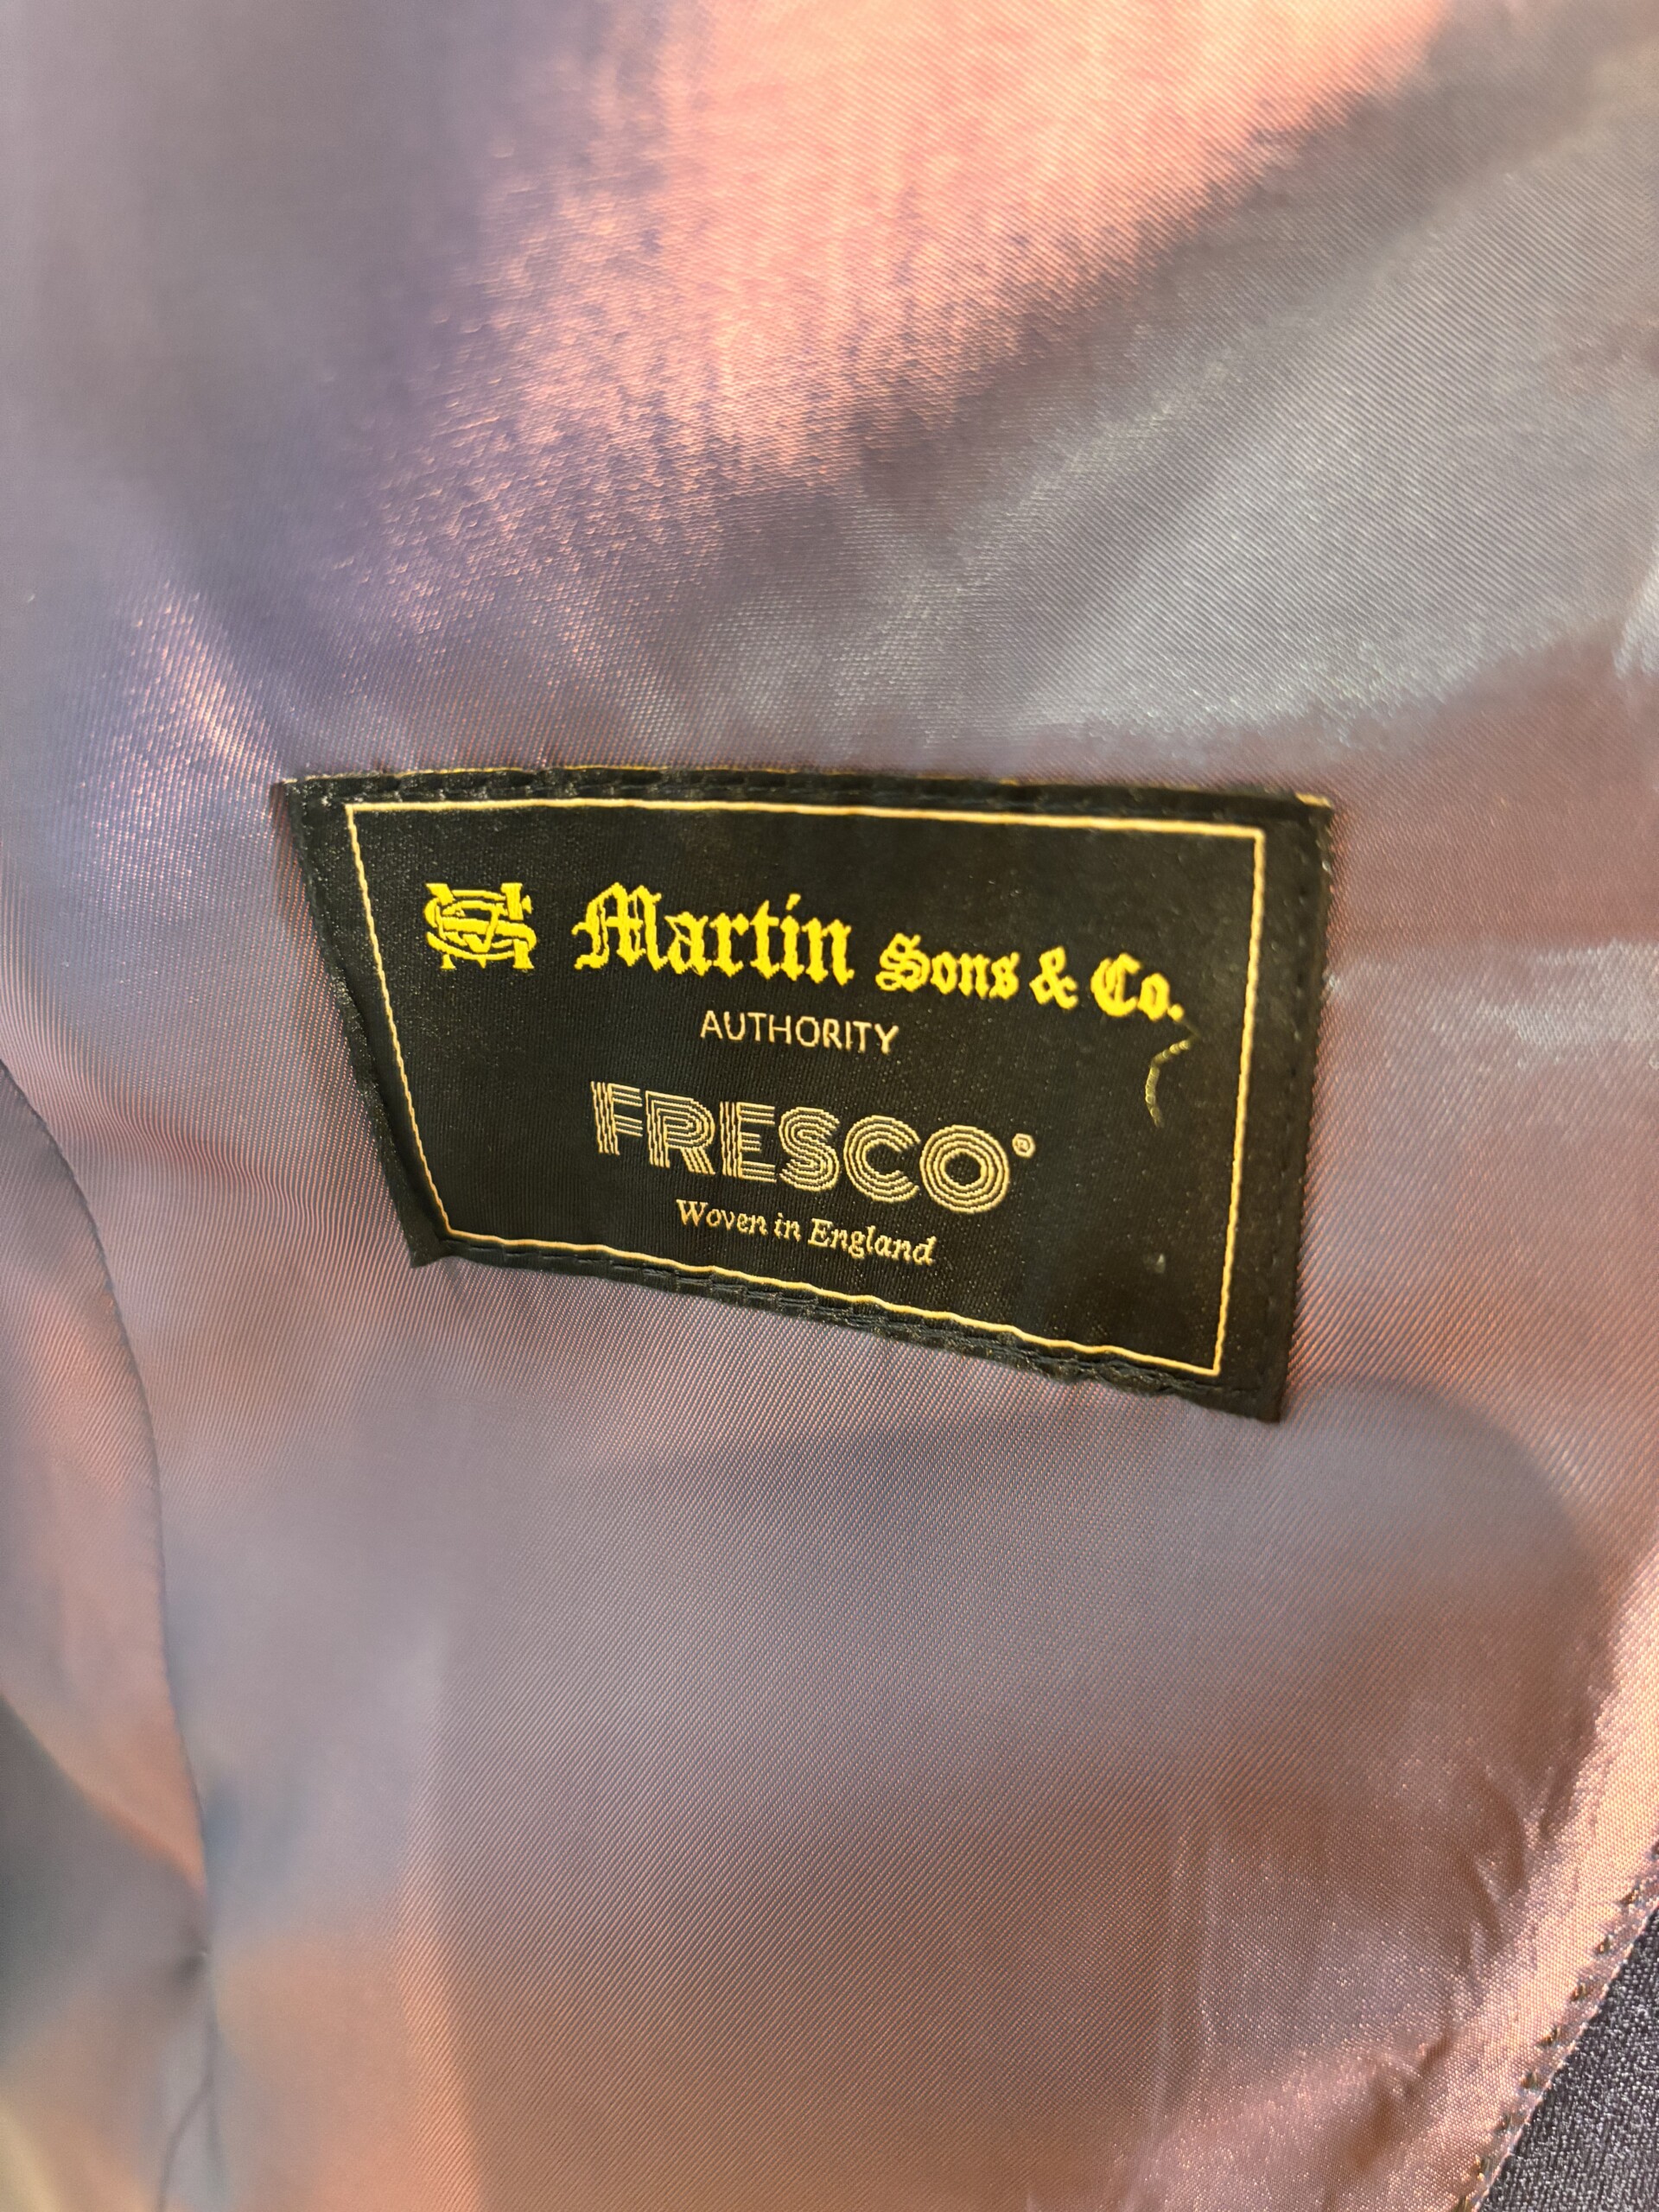 Martin Sons & Co.
AUTHORITY
FRESCO®
Woven in England